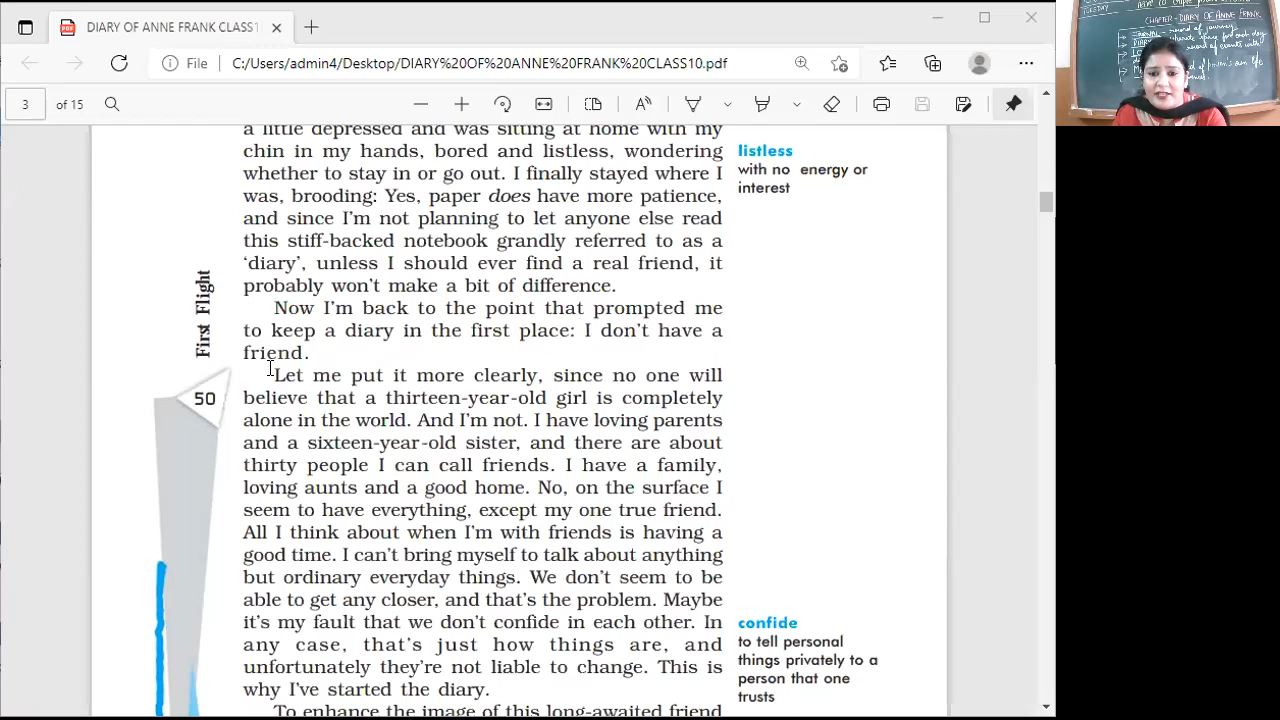 DIARY OF ANNE FRANK CLASS1
File
C:/Users/admin4/Desktop/DIARY%20OF%20ANNE%20FRANK%20CLASS10.pdf
3 of 15
a little depressed and was sitting at home with my
chin in my hands, bored and listless, wondering
whether to stay in or go out. I finally stayed where I
was, brooding: Yes, paper does have more patience,
and since I'm not planning to let anyone else read
this stiff-backed notebook grandly referred to as a
‘diary’, unless I should ever find a real friend, it
probably won't make a bit of difference.
Now I'm back to the point that prompted me
to keep a diary in the first place: I don't have a
friend.
Let me put it more clearly, since no one will
believe that a thirteen-year-old girl is completely
alone in the world. And I'm not. I have loving parents
and a sixteen-year-old sister, and there are about
thirty people I can call friends. I have a family,
loving aunts and a good home. No, on the surface I
seem to have everything, except my one true friend.
All I think about when I'm with friends is having a
good time. I can't bring myself to talk about anything
but ordinary everyday things. We don't seem to be
able to get any closer, and that's the problem. Maybe
it's my fault that we don't confide in each other. In
any case, that's just how things are, and
unfortunately they're not liable to change. This is
why I've started the diary.
To enhance the image of this long-awaited friend
listless
with no energy or
interest
confide
to tell personal
things privately to a
person that one
trusts
First Flight
50
CHAPTER- DIARY OF ANNE FRANK
JOURNAL - record of journey